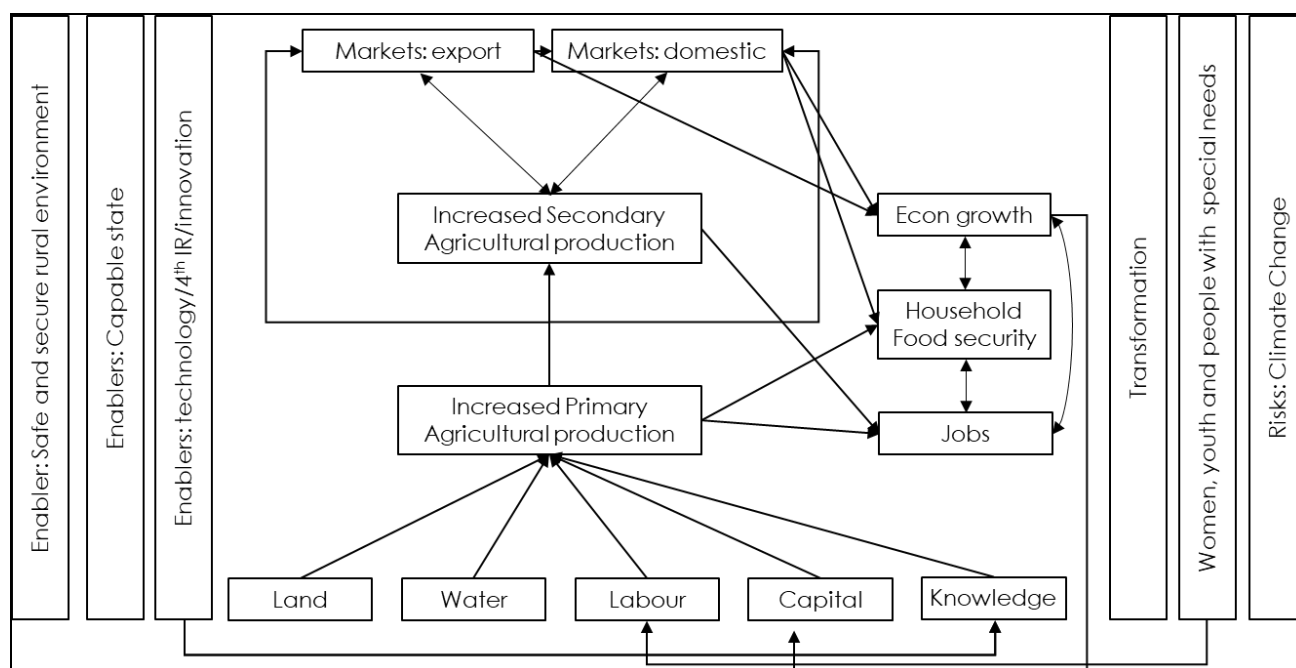 Enabler: Safe and secure rural environment
Enablers: Capable state
Enablers: technology/4th IR/innovation
Markets: export
Markets: domestic
Increased Secondary
Agricultural production
Econ growth
Household
Food security
Increased Primary
Agricultural production
Jobs
Land
Water
Labour
Capital
Knowledge
Transformation
Women, youth and people with special needs
Risks: Climate Change